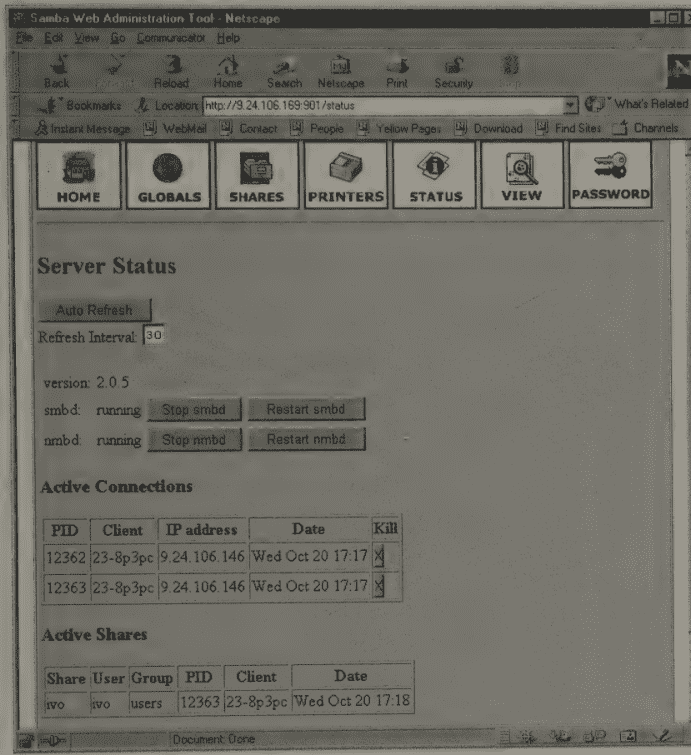 Samba Web Administration Tool - Netscape
File Edit View Go Communicator Help
Back Reload Home Search Netscape Print Security
Bookmarks Location: http://9.24.106.169:901/status What's Related
Instant Message WebMail Contact People Yellow Pages Download Find Sites Channels
HOME GLOBALS SHARES PRINTERS STATUS VIEW PASSWORD
Server Status
Auto Refresh
Refresh Interval: 30
version: 2.0.5
smbd: running Stop smbd Restart smbd
nmbd: running Stop nmbd Restart nmbd
Active Connections
PID Client IP address Date Kill
12362 23-8p3pc 9.24.106.146 Wed Oct 20 17:17 X
12363 23-8p3pc 9.24.106.146 Wed Oct 20 17:17 X
Active Shares
Share User Group PID Client Date
ivo ivo users 12363 23-8p3pc Wed Oct 20 17:18
Document: Done